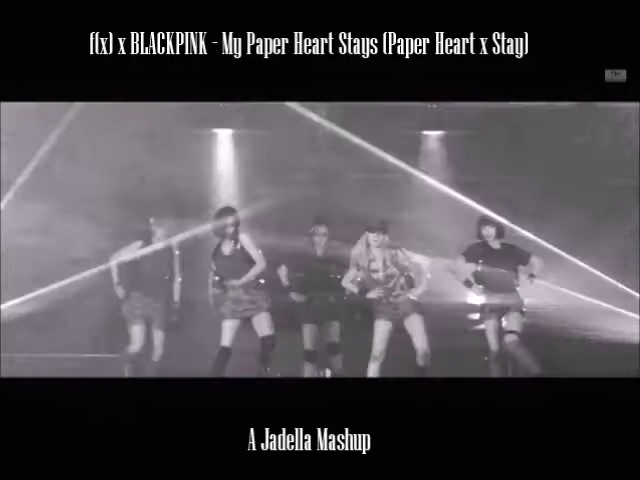 f(x) x BLACKPINK - My Paper Heart Stays (Paper Heart x Stay)
A Jadella Mashup